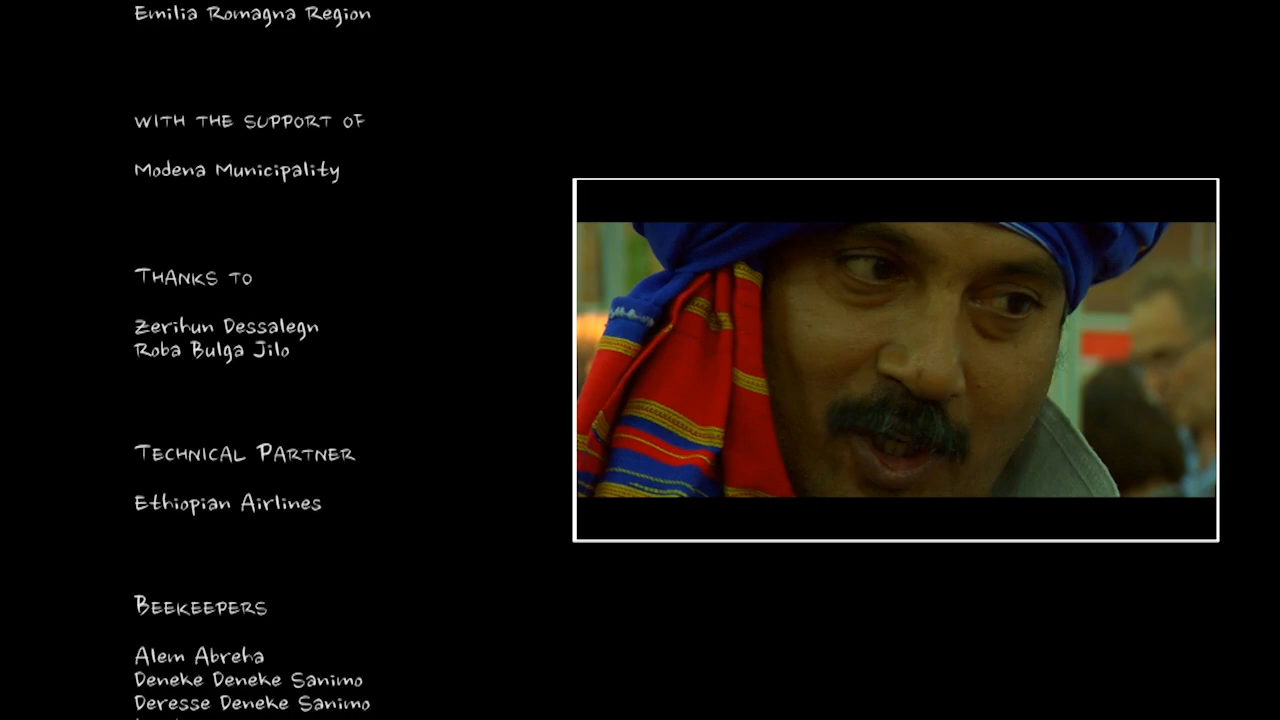 Emilia Romagna Region
WITH THE SUPPORT OF
Modena Municipality
THANKS TO
Zerihun Dessalegn
Roba Bulga Jilo
TECHNICAL PARTNER
Ethiopian Airlines
BEEKEEPERS
Alem Abreha
Deneke Deneke Sanimo
Deresse Deneke Sanimo